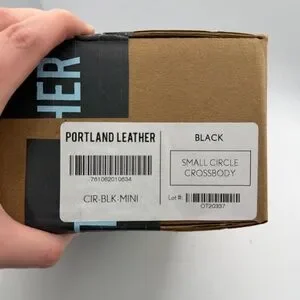 HER
PORTLAND LEATHER
761062010634
CIR-BLK-MINI
BLACK
SMALL CIRCLE
CROSSBODY
Lot #:
OT20337